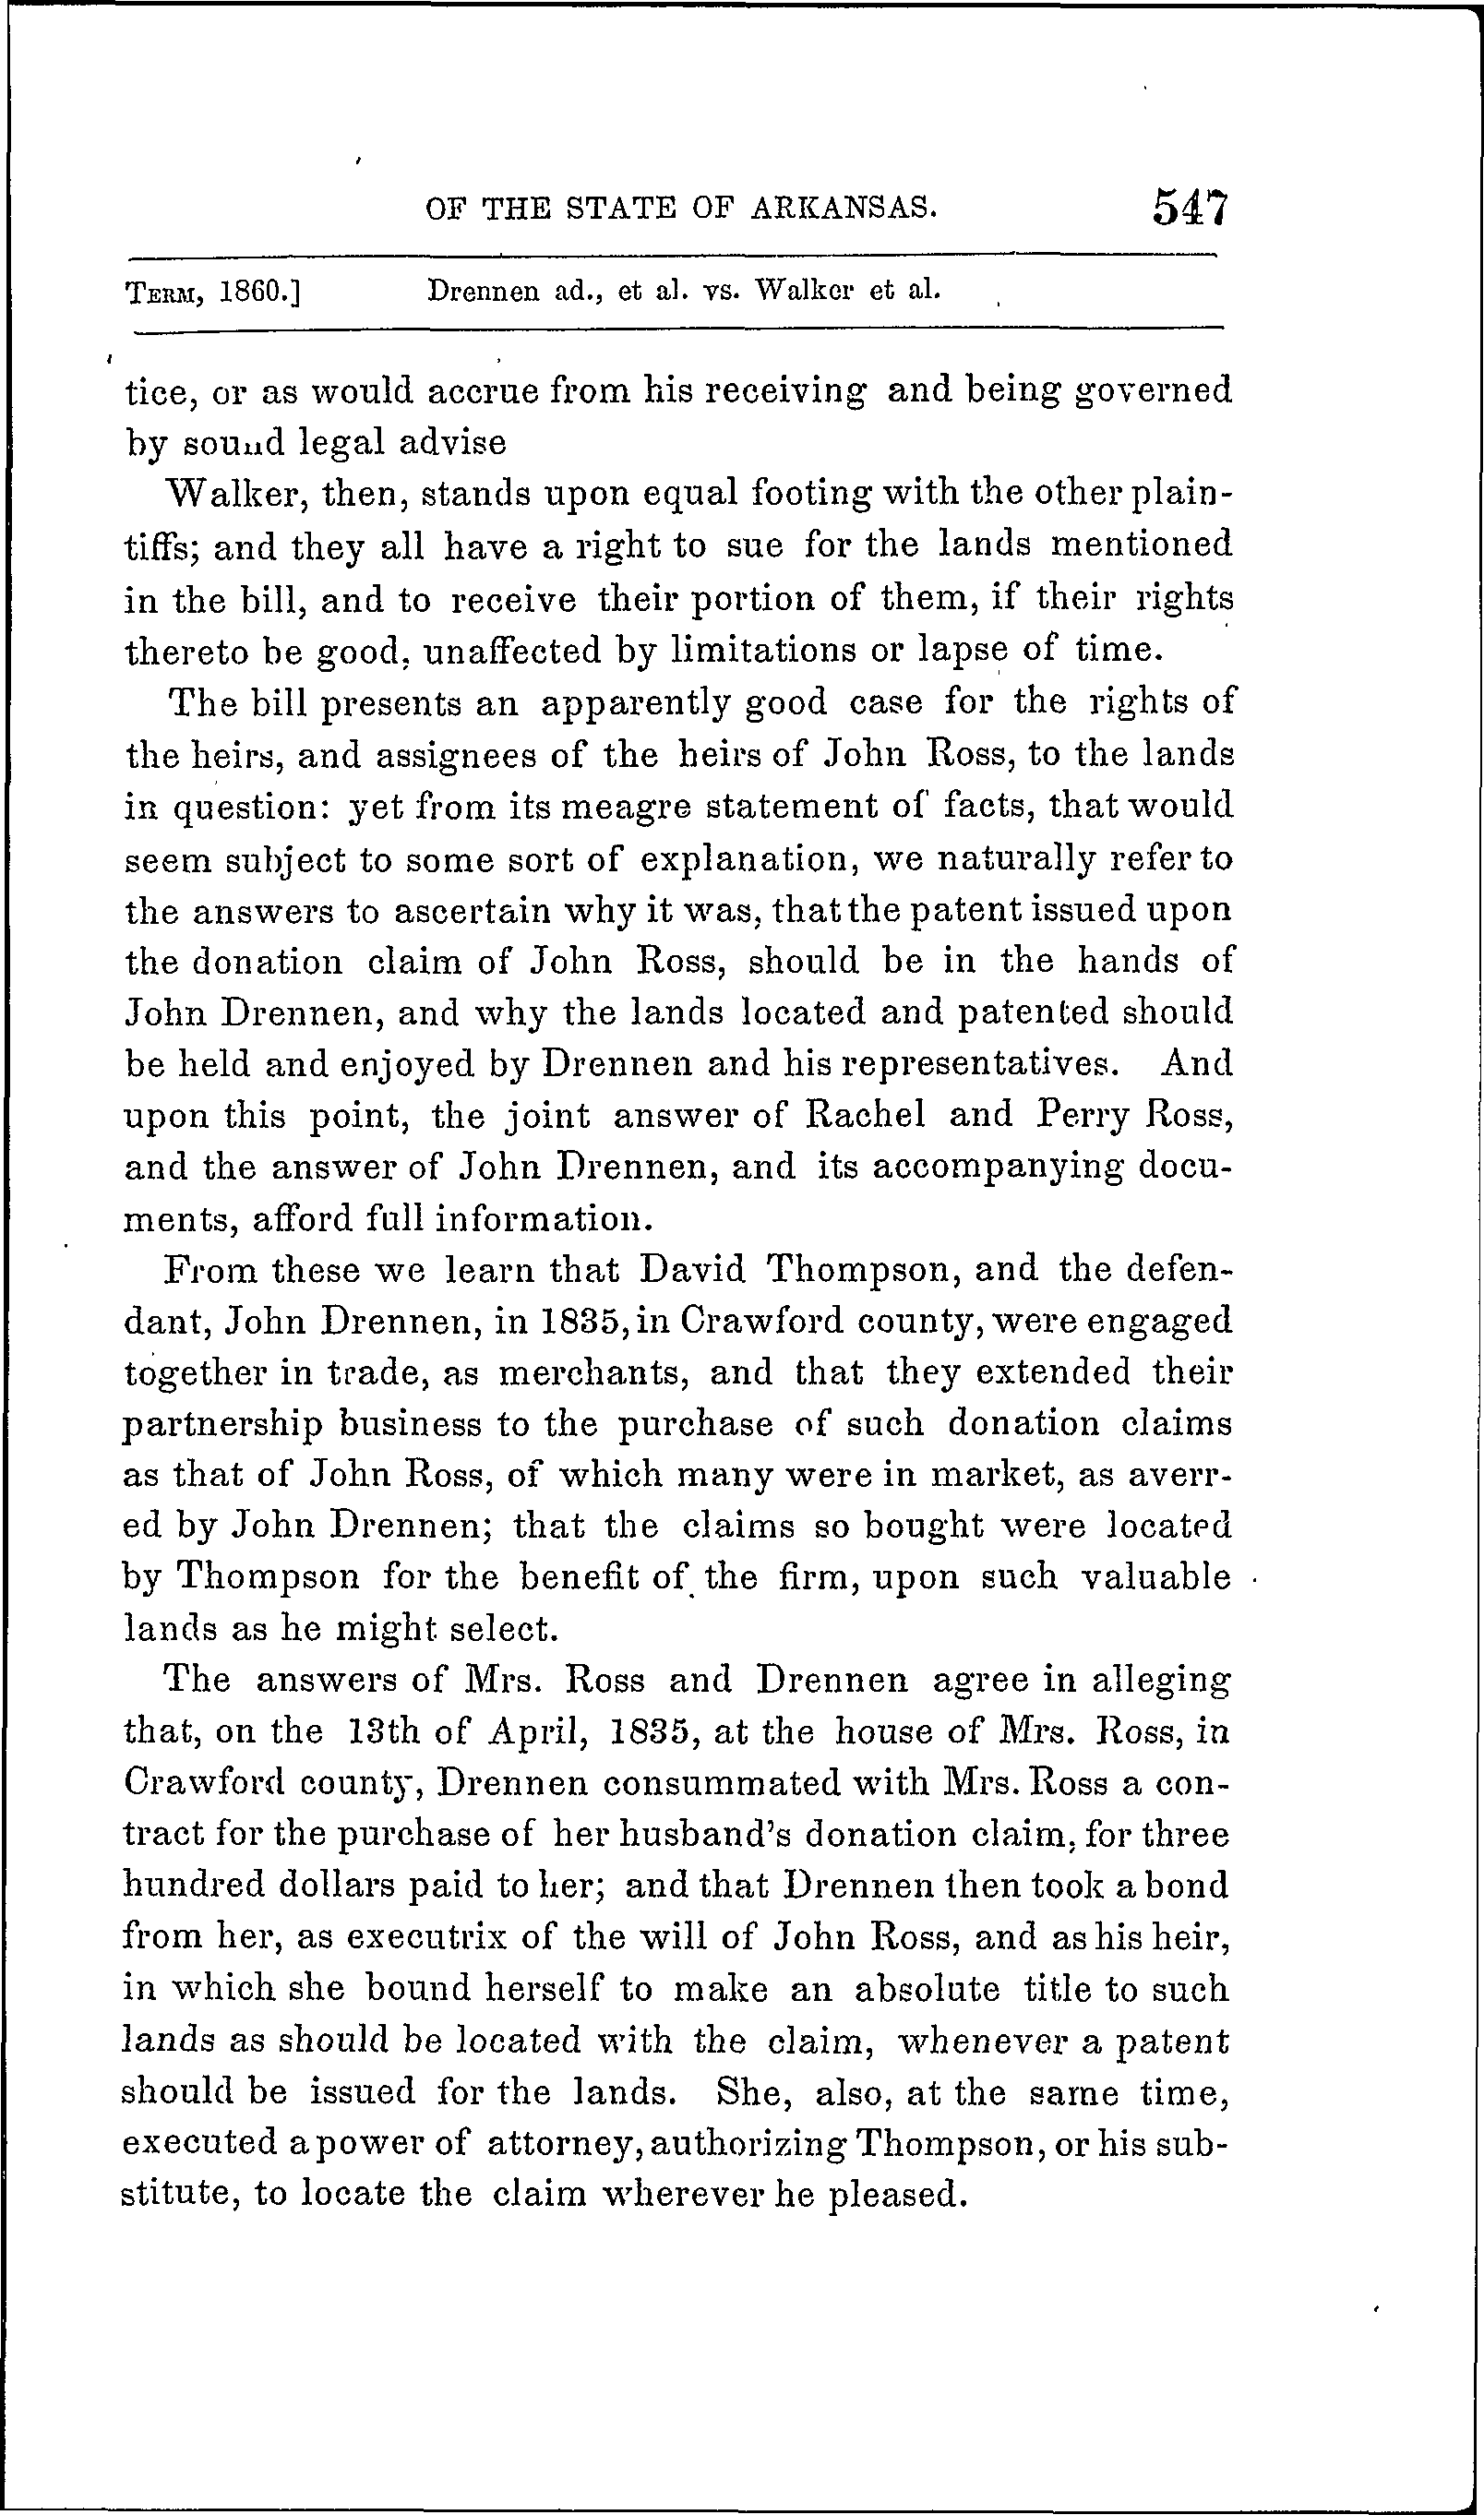 OF THE STATE OF ARKANSAS. 547
TERM, 1860.] Drennen ad., et al. vs. Walker et al.
tice, or as would accrue from his receiving and being governed
by sound legal advise
Walker, then, stands upon equal footing with the other plain-
tiffs; and they all have a right to sue for the lands mentioned
in the bill, and to receive their portion of them, if their rights
thereto be good, unaffected by limitations or lapse of time.
The bill presents an apparently good case for the rights of
the heirs, and assignees of the heirs of John Ross, to the lands
in question: yet from its meagre statement of facts, that would
seem subject to some sort of explanation, we naturally refer to
the answers to ascertain why it was, that the patent issued upon
the donation claim of John Ross, should be in the hands of
John Drennen, and why the lands located and patented should
be held and enjoyed by Drennen and his representatives. And
upon this point, the joint answer of Rachel and Perry Ross,
and the answer of John Drennen, and its accompanying docu-
ments, afford full information.
From these we learn that David Thompson, and the defen-
dant, John Drennen, in 1835, in Crawford county, were engaged
together in trade, as merchants, and that they extended their
partnership business to the purchase of such donation claims
as that of John Ross, of which many were in market, as averr-
ed by John Drennen; that the claims so bought were located
by Thompson for the benefit of the firm, upon such valuable
lands as he might select.
The answers of Mrs. Ross and Drennen agree in alleging
that, on the 13th of April, 1835, at the house of Mrs. Ross, in
Crawford county, Drennen consummated with Mrs. Ross a con-
tract for the purchase of her husband's donation claim, for three
hundred dollars paid to her; and that Drennen then took a bond
from her, as executrix of the will of John Ross, and as his heir,
in which she bound herself to make an absolute title to such
lands as should be located with the claim, whenever a patent
should be issued for the lands. She, also, at the same time,
executed a power of attorney, authorizing Thompson, or his sub-
stitute, to locate the claim wherever he pleased.